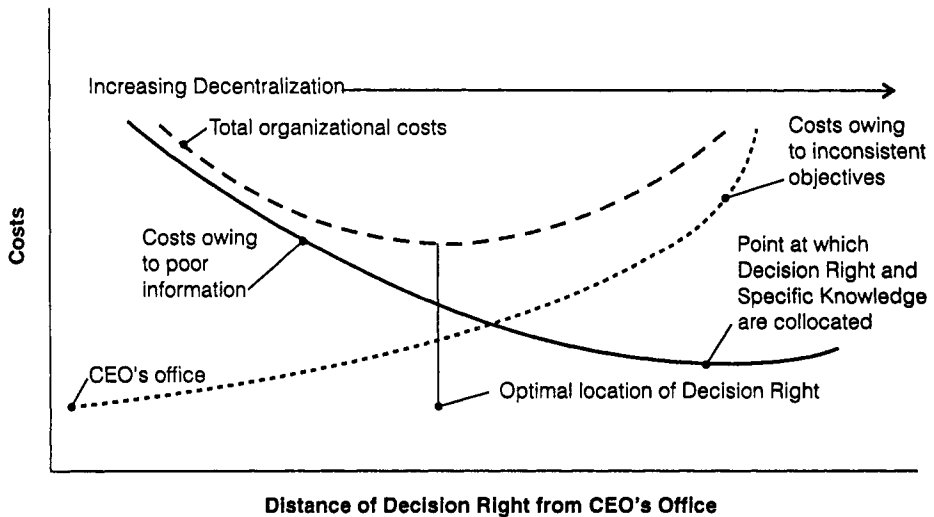 Increasing Decentralization
Total organizational costs
Costs owing
to inconsistent
objectives
Costs owing
to poor
information
Point at which
Decision Right and
Specific Knowledge
are collocated
CEO's office
Optimal location of Decision Right
Costs
Distance of Decision Right from CEO's Office